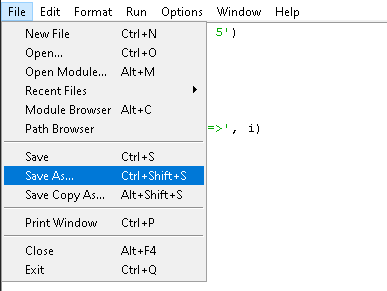 File Edit Format Run Options Window Help
New File Ctrl+N
5')
Open... Ctrl+O
Open Module... Alt+M
Recent Files
Module Browser Alt+C
Path Browser
=>', i)
Save Ctrl+S
Save As... Ctrl+Shift+S
Save Copy As... Alt+Shift+S
Print Window Ctrl+P
Close Alt+F4
Exit Ctrl+Q